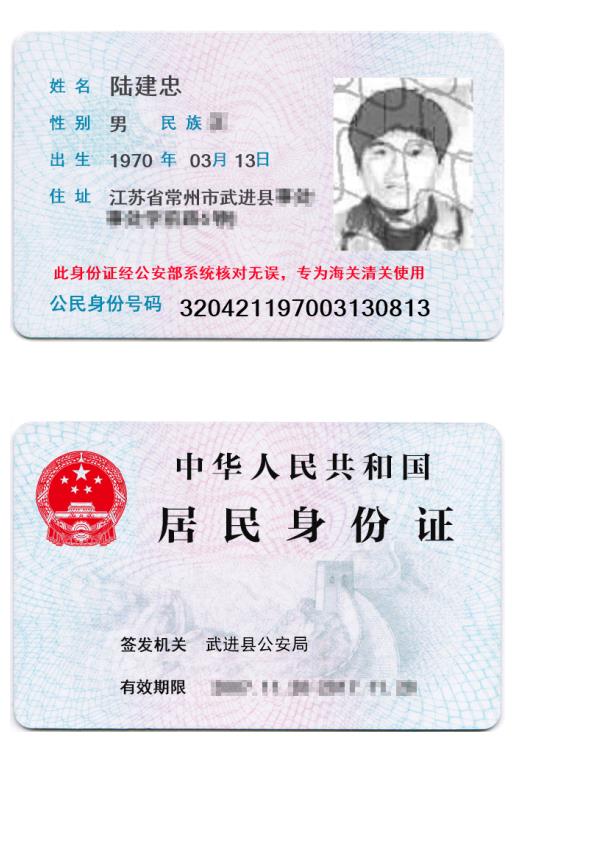 姓名 陆建忠
性别 男 民族
出生 1970 年 03月 13日
住址 江苏省常州市武进县
此身份证经公安部系统核对无误，专为海关清关使用
公民身份号码 320421197003130813
中华人民共和国
居民身份证
签发机关 武进县公安局
有效期限